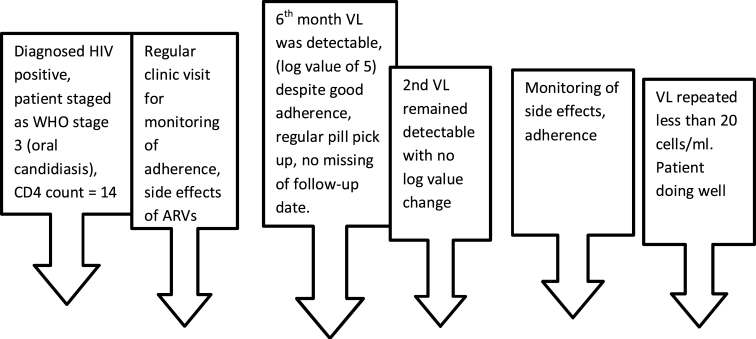 Diagnosed HIV
positive,
patient staged
as WHO stage
3 (oral
candidiasis),
CD4 count = 14
Regular
clinic visit
for
monitoring
of
adherence,
side effects
of ARVs
6th month VL
was detectable,
(log value of 5)
despite good
adherence,
regular pill pick
up, no missing
of follow-up
date.
2nd VL
remained
detectable
with no
log value
change
Monitoring of
side effects,
adherence
VL repeated
less than 20
cells/ml.
Patient
doing well